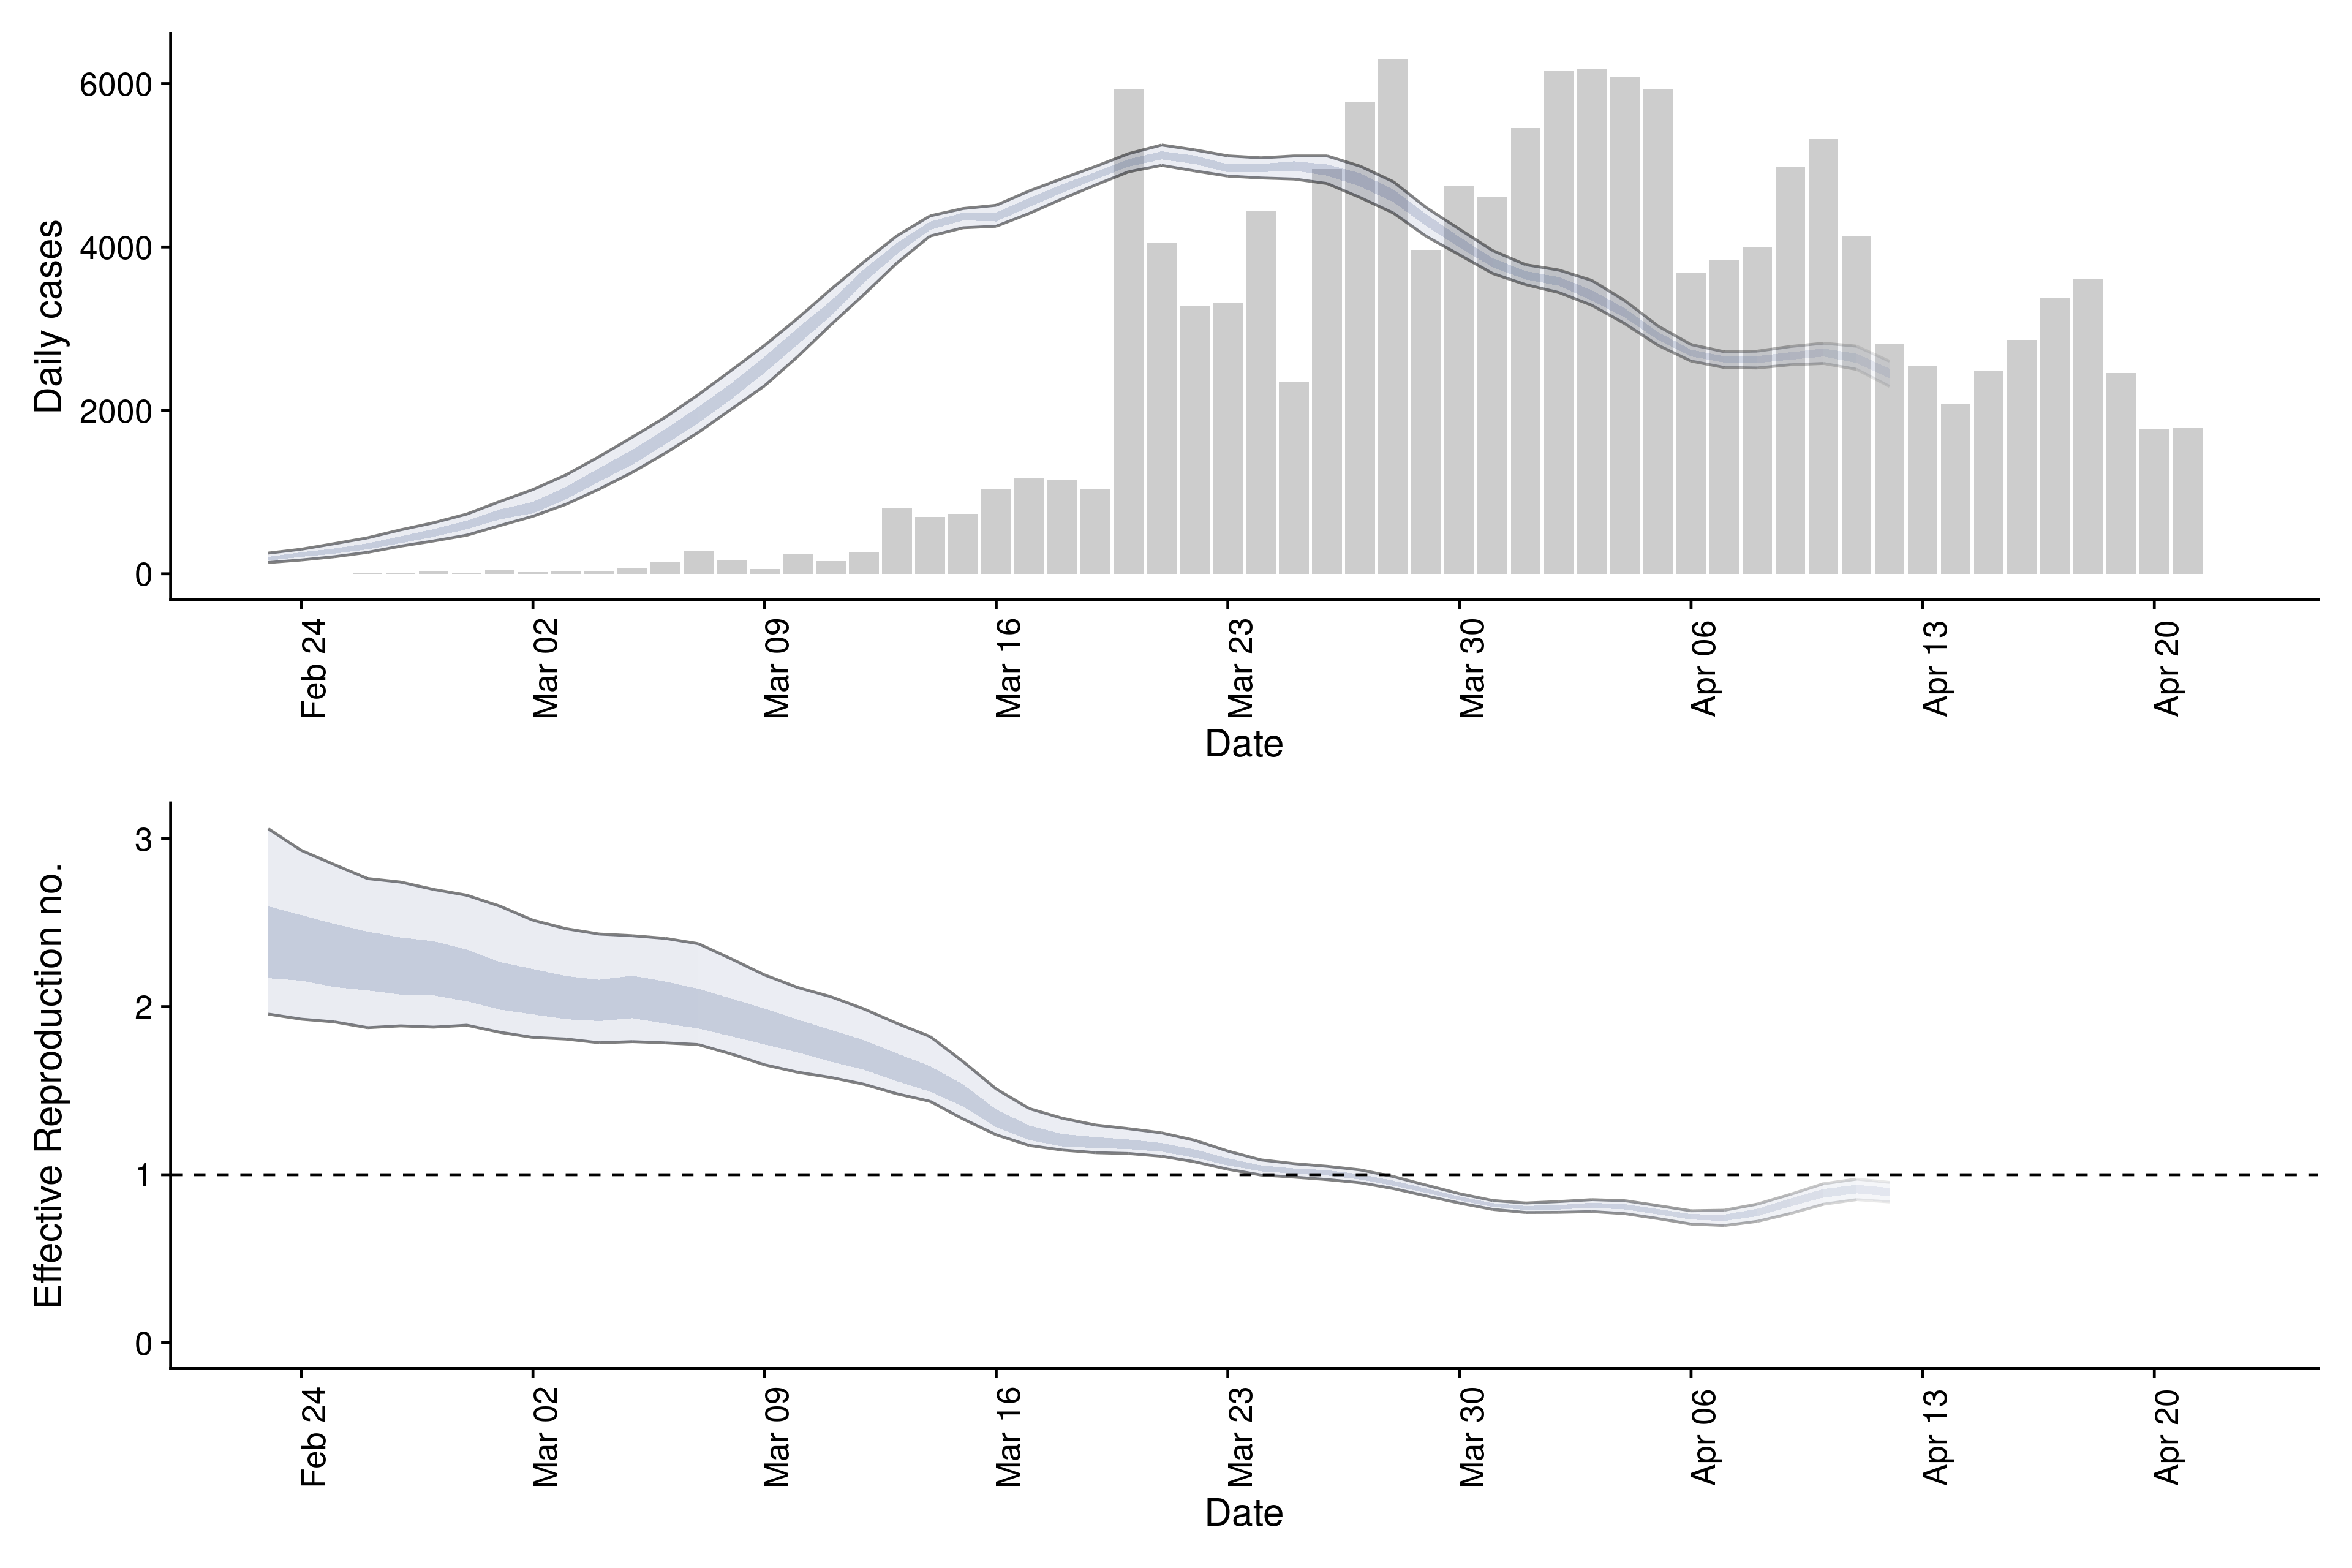 Daily cases
6000
4000
2000
0
Feb 24
Mar 02
Mar 09
Mar 16
Mar 23
Mar 30
Apr 06
Apr 13
Apr 20
Date
Effective Reproduction no.
3
2
1
0
Feb 24
Mar 02
Mar 09
Mar 16
Mar 23
Mar 30
Apr 06
Apr 13
Apr 20
Date